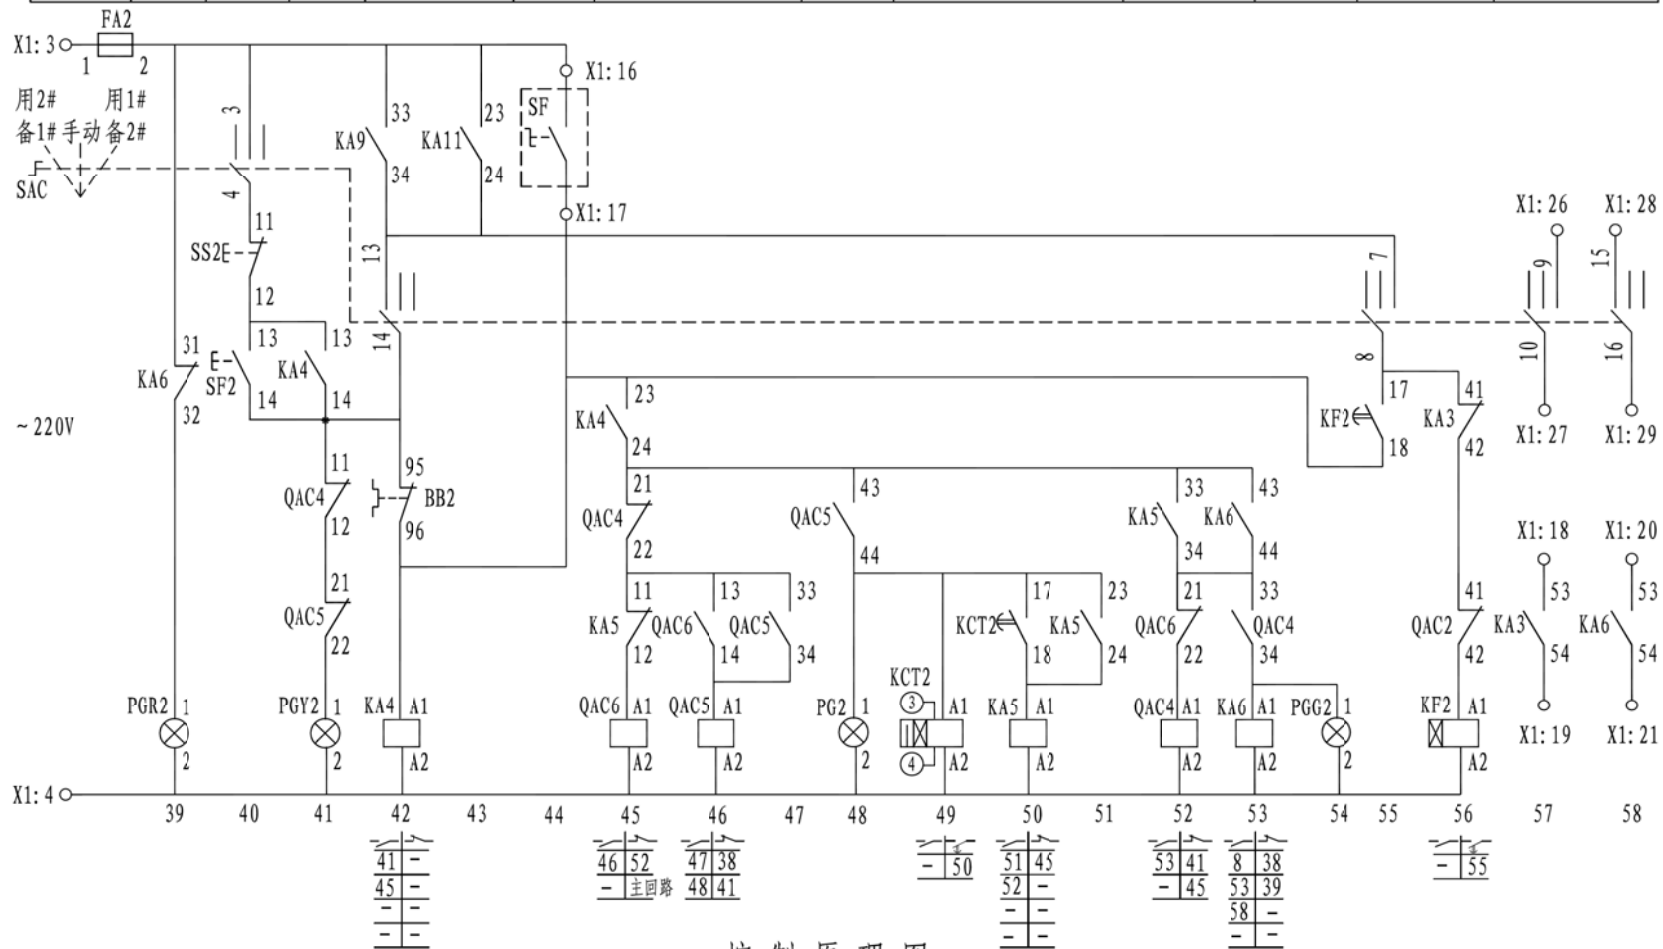 FA2
X1:3
1 2
X1:16
用2# 用1#
备1# 手动 备2#
SAC
3
4
KA9 33 34
KA11 23 24
SF
X1:17
X1:26 X1:28
11
SS2
12
13
14
7
8
9
10
15
16
31
KA6
32
13
SF2
14
13
KA4
14
~220V
23
KA4
24
17
KF2
18
41
KA3
42
X1:27 X1:29
11
QAC4
12
95
BB2
96
21
QAC4
22
43
QAC5
44
33
KA5
34
43
KA6
44
X1:18 X1:20
21
QAC5
22
11
KA5
12
13
QAC6
14
33
QAC5
34
17
KCT2
18
23
KA5
24
21
QAC6
22
33
QAC4
34
41
QAC2
42
53
KA3
54
53
KA6
54
PGR2 1 2
PGY2 1 2
KA4 A1 A2
QAC6 A1 A2
QAC5 A1 A2
PG2 1 2
KCT2 3 4 A1 A2
KA5 A1 A2
QAC4 A1 A2
KA6 A1 A2
PGG2 1 2
KF2 A1 A2
X1:19 X1:21
X1:4
39 40 41 42 43 44 45 46 47 48 49 50 51 52 53 54 55 56 57 58
41 - 46 52 47 38 - 50 51 45 53 41 8 38 - 55
45 - - 主回路 48 41 52 - - 45 53 39
- - - - 58 -
- - - - - -
控制原理图